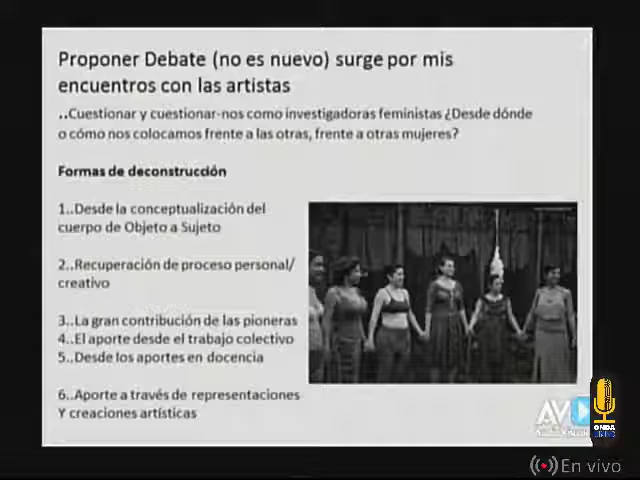 Proponer Debate (no es nuevo) surge por mis
encuentros con las artistas
..Cuestionar y cuestionar-nos como investigadoras feministas ¿Desde dónde
o cómo nos colocamos frente a las otras, frente a otras mujeres?
Formas de deconstrucción
1..Desde la conceptualización del
cuerpo de Objeto a Sujeto
2..Recuperación de proceso personal/
creativo
3..La gran contribución de las pioneras
4..El aporte desde el trabajo colectivo
5..Desde los aportes en docencia
6..Aporte a través de representaciones
Y creaciones artísticas
AV
ONDA
En vivo